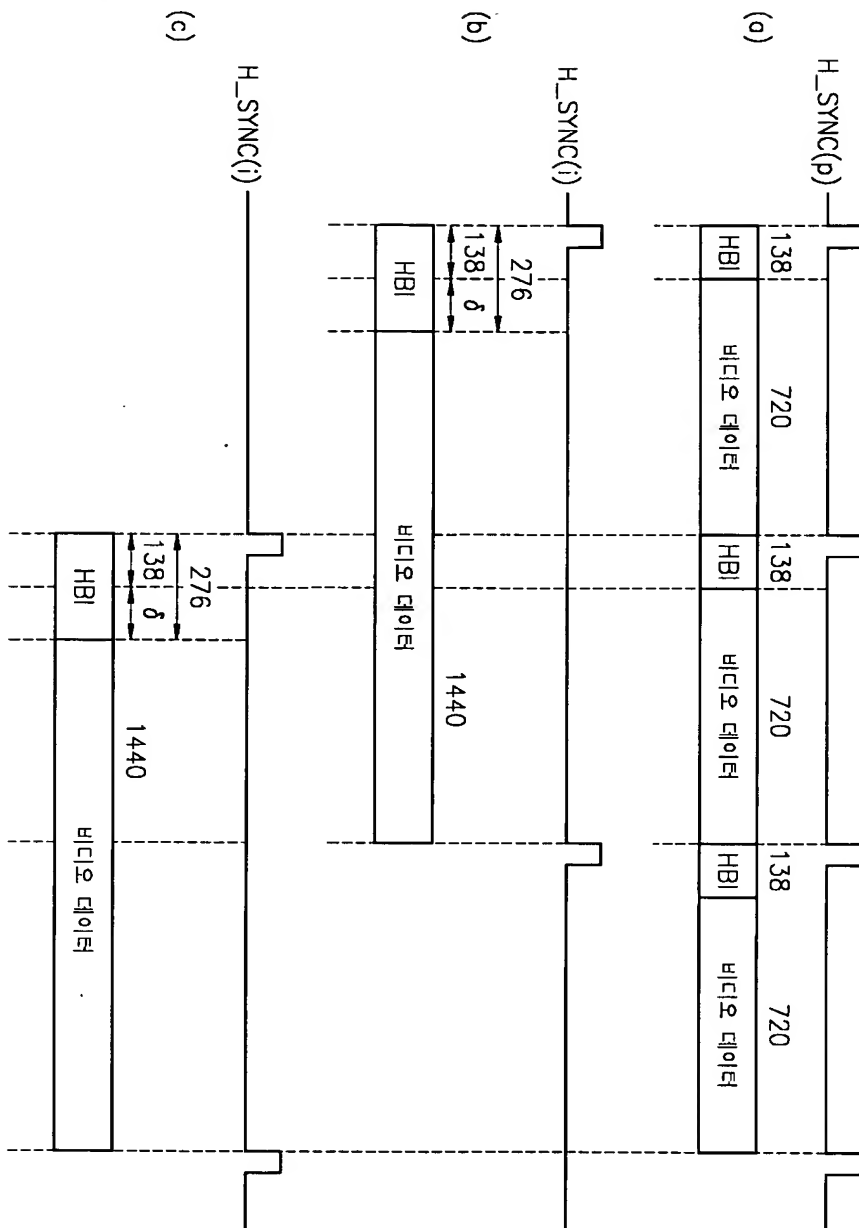 (a)
H_SYNC(p)
138 720 138 720 138 720
HBI 비디오 데이터 HBI 비디오 데이터 HBI 비디오 데이터
(b)
H_SYNC(i)
276
138 δ 1440
HBI 비디오 데이터
(c)
H_SYNC(i)
276
138 δ 1440
HBI 비디오 데이터